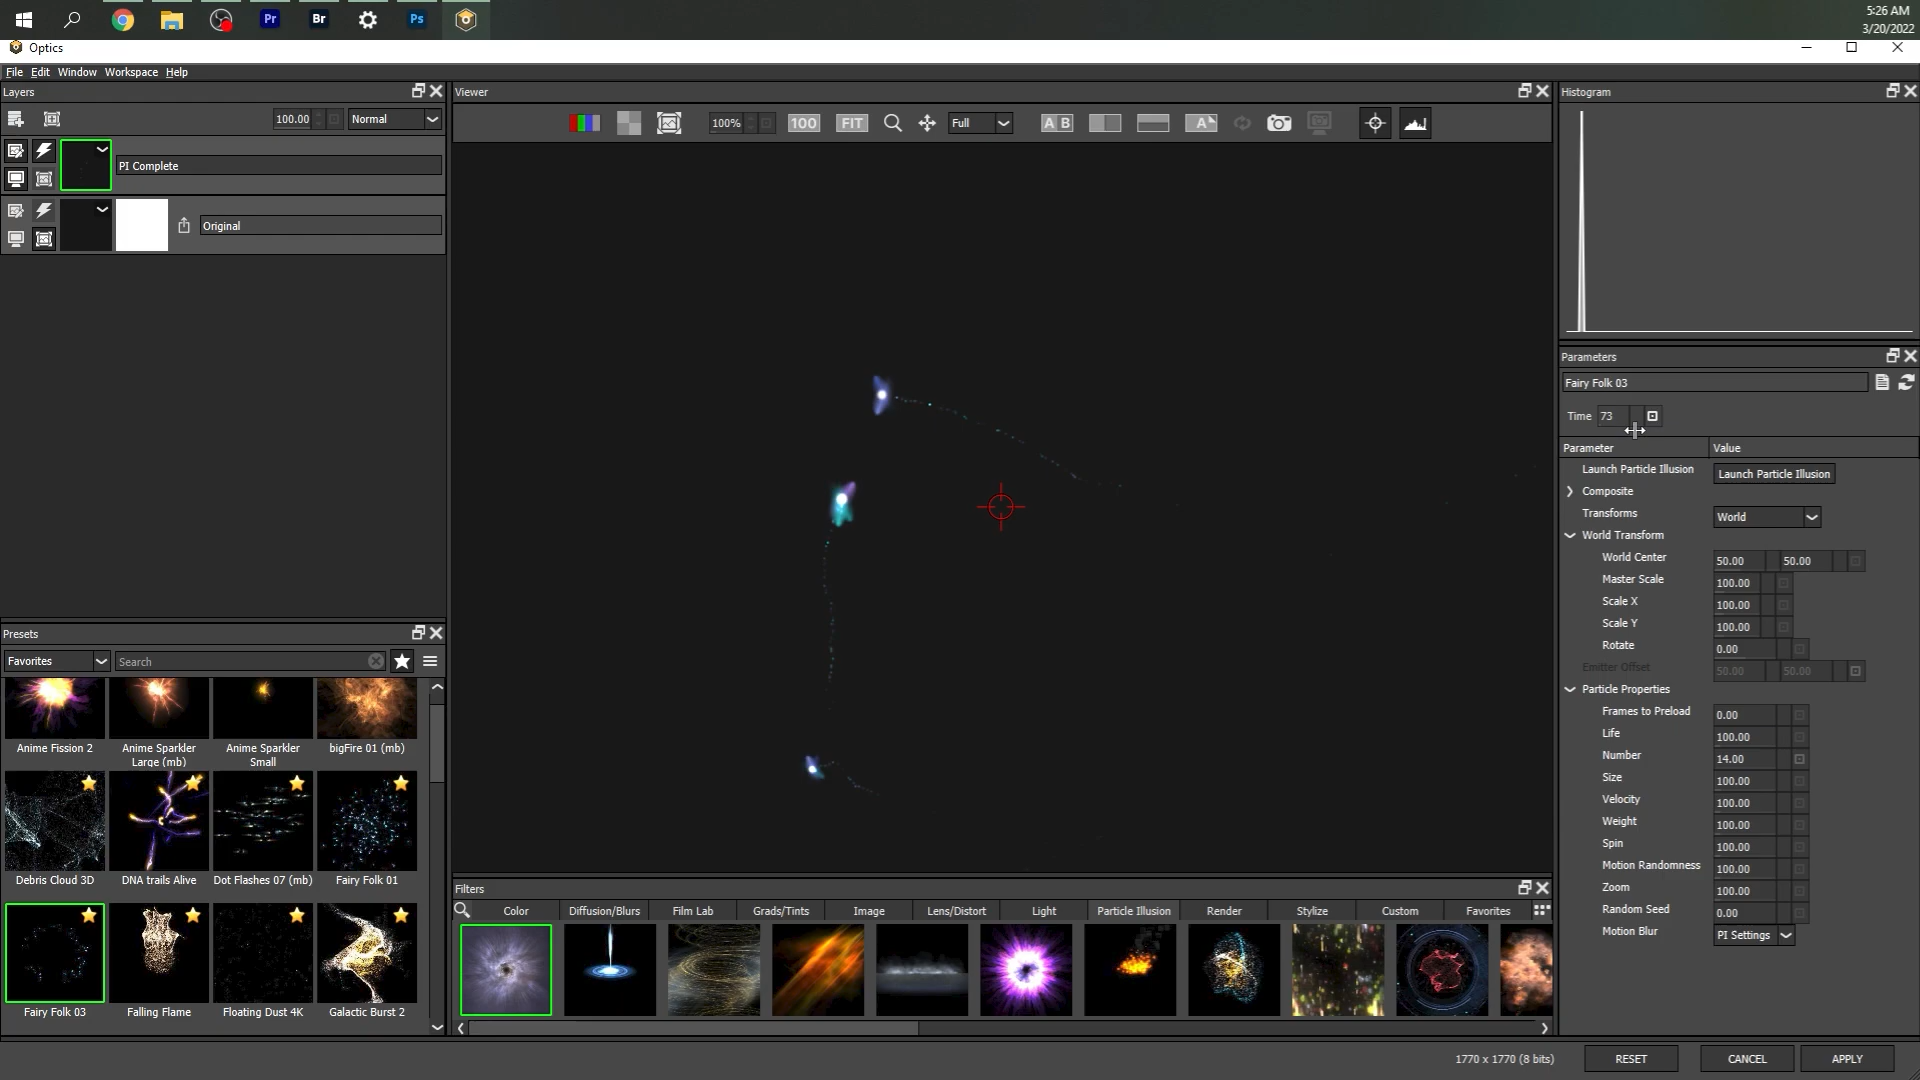 Pr
Br
Ps
5:26 AM
3/20/2022
Optics
File Edit Window Workspace Help
Layers
100.00 Normal
PI Complete
Original
Viewer
100% 100 FIT Full A B A
Histogram
Parameters
Fairy Folk 03
Time 73
Parameter Value
Launch Particle Illusion Launch Particle Illusion
Composite
Transforms World
World Transform
World Center 50.00 50.00
Master Scale 100.00
Scale X 100.00
Scale Y 100.00
Rotate 0.00
Emitter Offset 50.00 50.00
Particle Properties
Frames to Preload 0.00
Life 100.00
Number 14.00
Size 100.00
Velocity 100.00
Weight 100.00
Spin 100.00
Motion Randomness 100.00
Zoom 100.00
Random Seed 0.00
Motion Blur PI Settings
Presets
Favorites Search
Anime Fission 2
Anime Sparkler
Large (mb)
Anime Sparkler
Small
bigFire 01 (mb)
Debris Cloud 3D
DNA trails Alive
Dot Flashes 07 (mb)
Fairy Folk 01
Fairy Folk 03
Falling Flame
Floating Dust 4K
Galactic Burst 2
Filters
Color Diffusion/Blurs Film Lab Grads/Tints Image Lens/Distort Light Particle Illusion Render Stylize Custom Favorites
1770 x 1770 (8 bits) RESET CANCEL APPLY